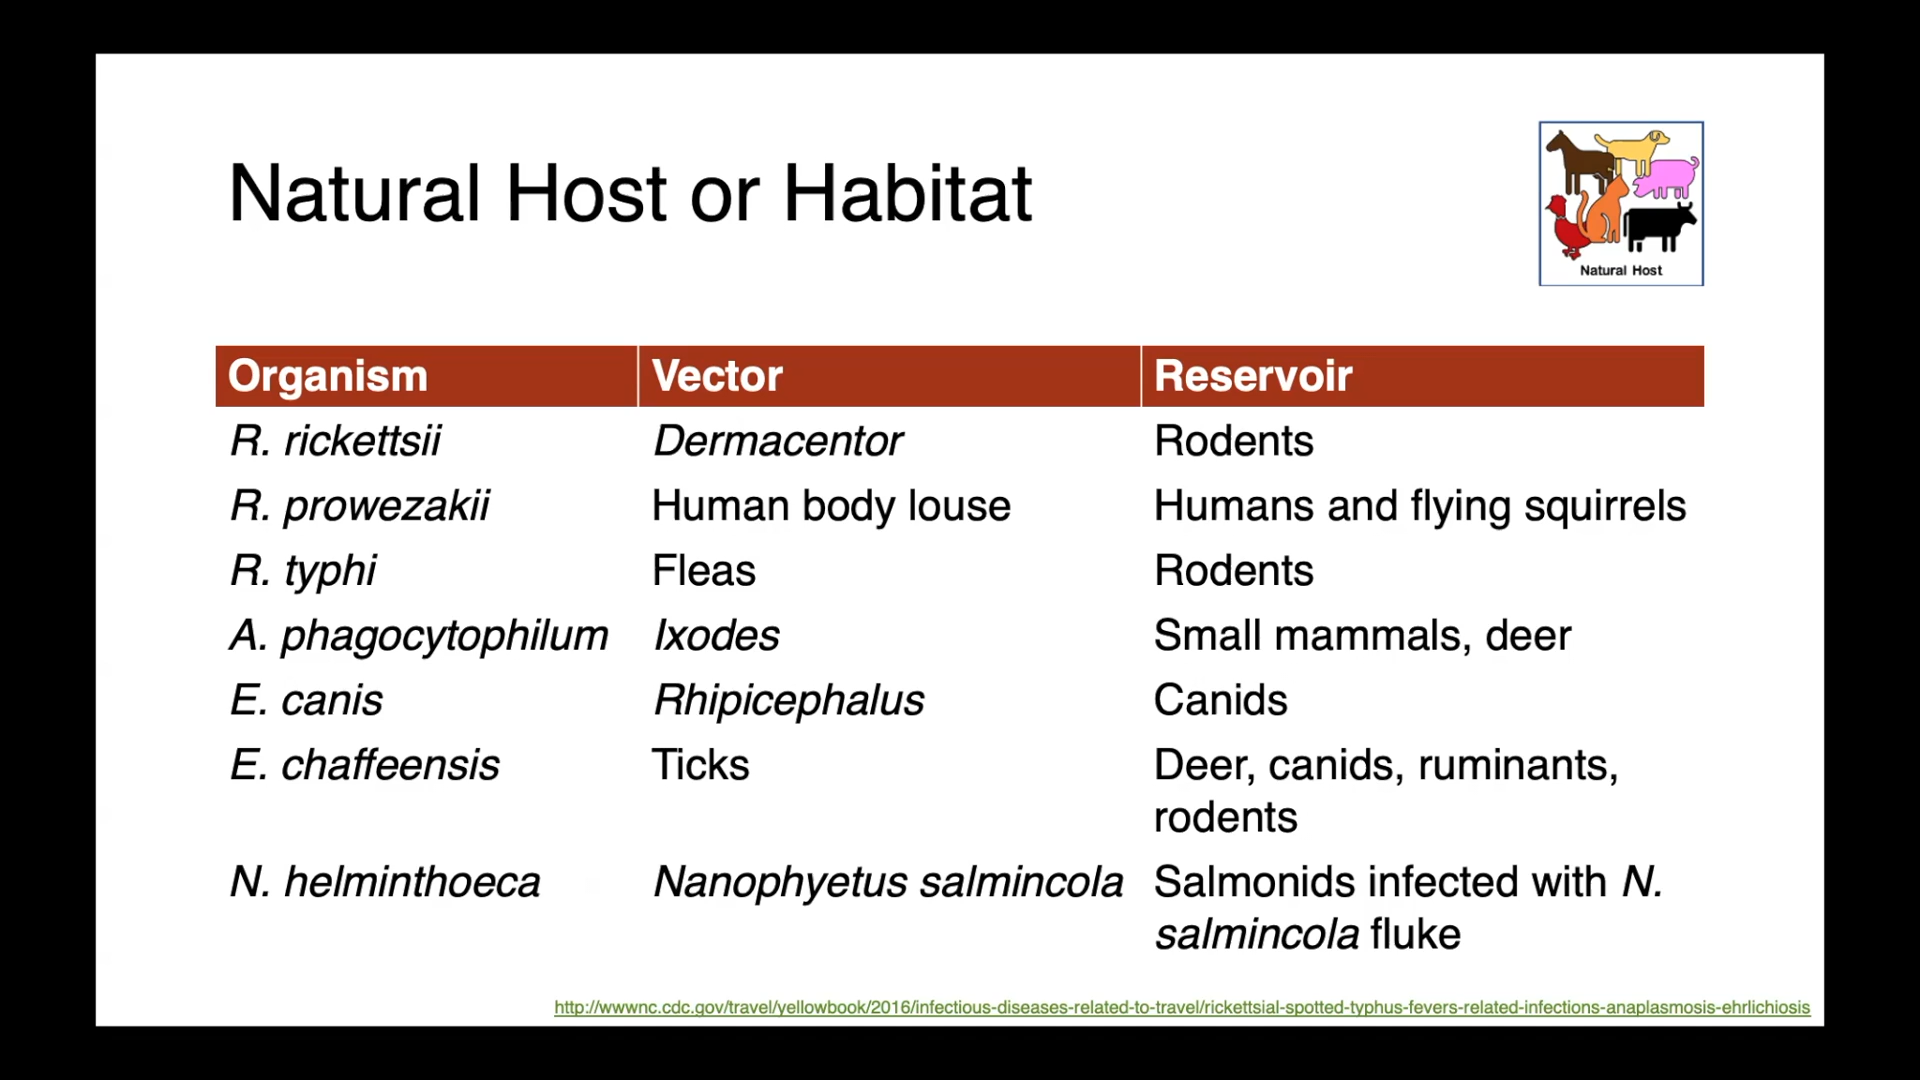 Natural Host or Habitat
Natural Host
Organism Vector Reservoir
R. rickettsii Dermacentor Rodents
R. prowezakii Human body louse Humans and flying squirrels
R. typhi Fleas Rodents
A. phagocytophilum Ixodes Small mammals, deer
E. canis Rhipicephalus Canids
E. chaffeensis Ticks Deer, canids, ruminants,
rodents
N. helminthoeca Nanophyetus salmincola Salmonids infected with N.
salmincola fluke
http://wwwnc.cdc.gov/travel/yellowbook/2016/infectious-diseases-related-to-travel/rickettsial-spotted-typhus-fevers-related-infections-anaplasmosis-ehrlichiosis